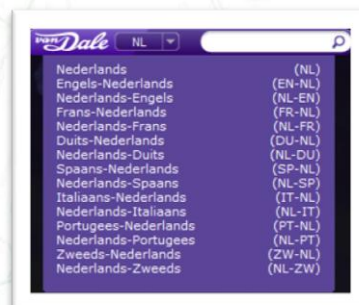 van Dale NL
Nederlands (NL)
Engels-Nederlands (EN-NL)
Nederlands-Engels (NL-EN)
Frans-Nederlands (FR-NL)
Nederlands-Frans (NL-FR)
Duits-Nederlands (DU-NL)
Nederlands-Duits (NL-DU)
Spaans-Nederlands (SP-NL)
Nederlands-Spaans (NL-SP)
Italiaans-Nederlands (IT-NL)
Nederlands-Italiaans (NL-IT)
Portugees-Nederlands (PT-NL)
Nederlands-Portugees (NL-PT)
Zweeds-Nederlands (ZW-NL)
Nederlands-Zweeds (NL-ZW)